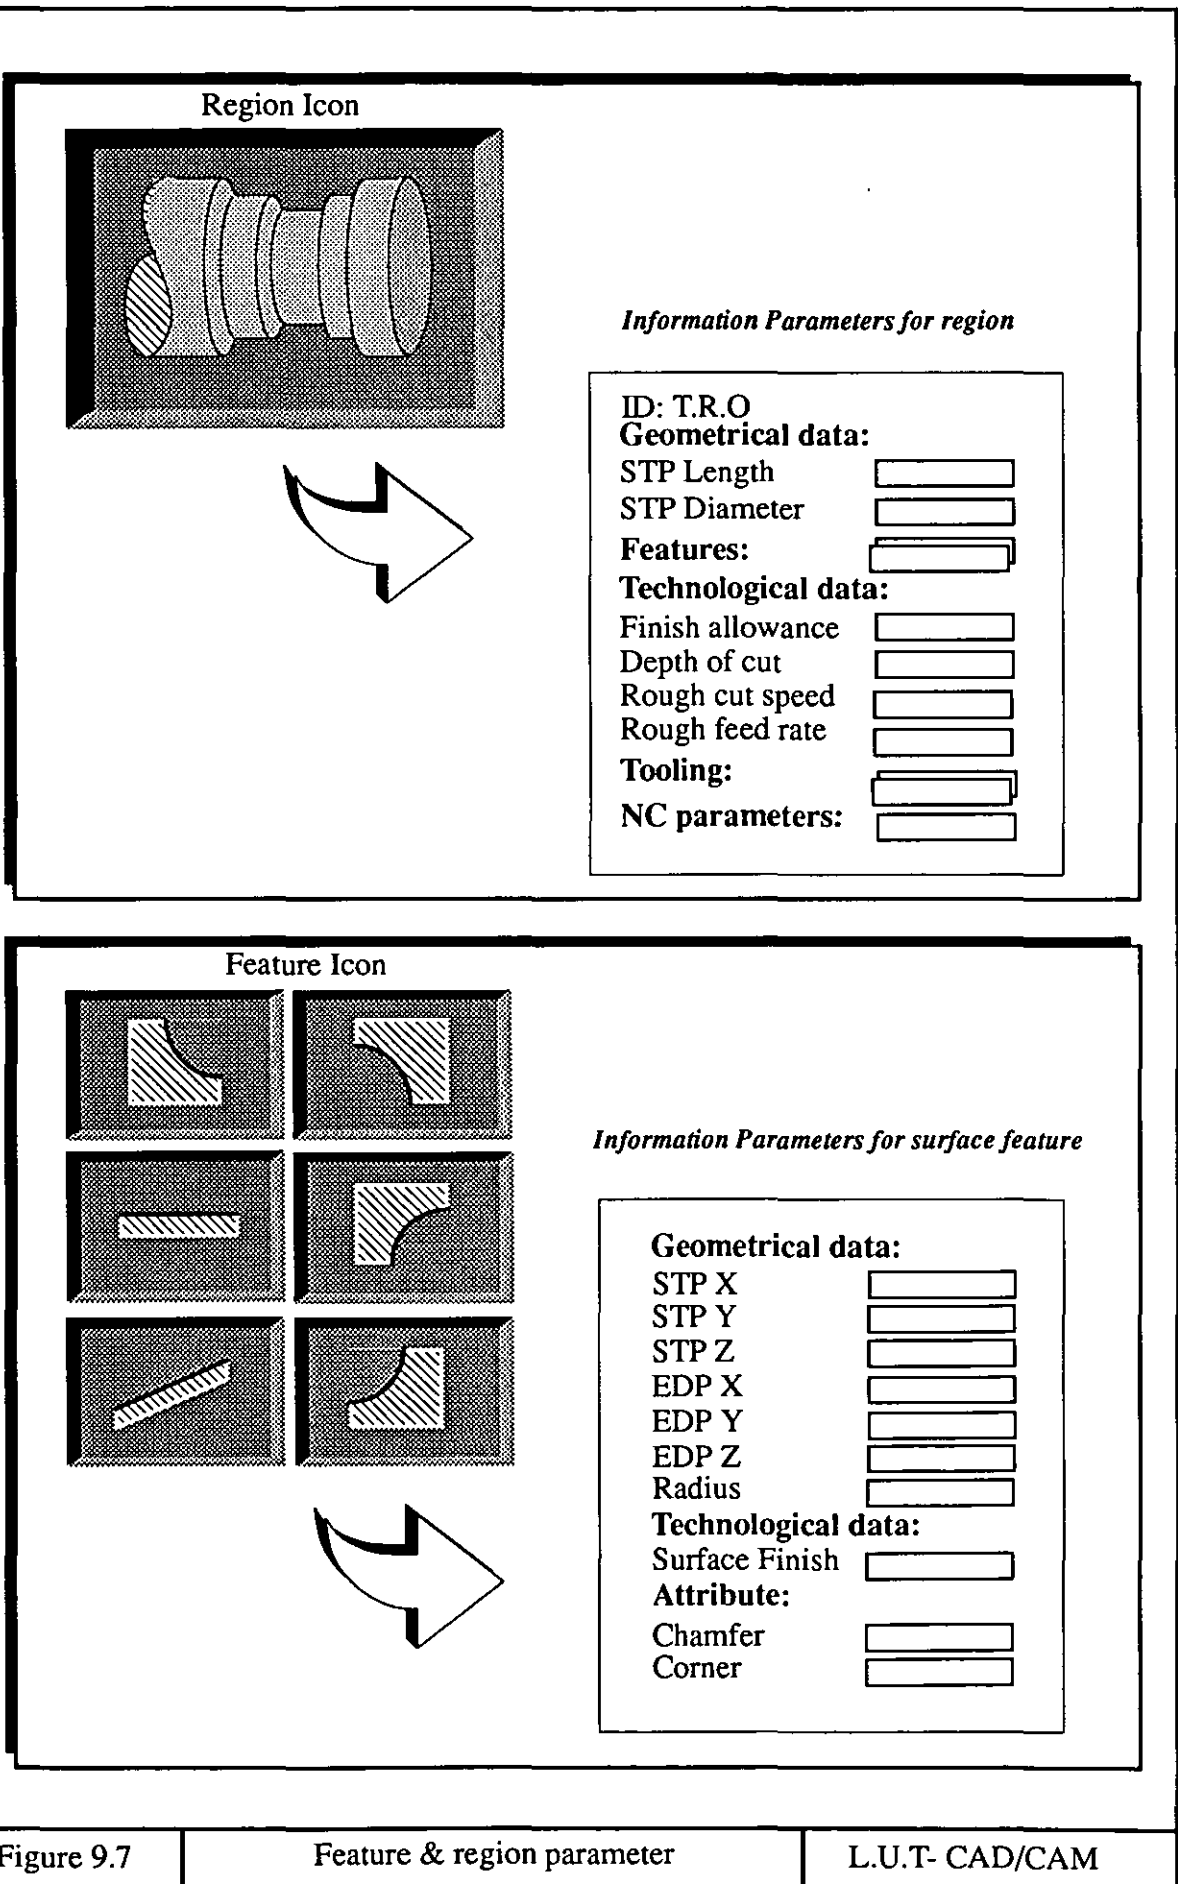 Region Icon
Information Parameters for region
ID: T.R.O
Geometrical data:
STP Length
STP Diameter
Features:
Technological data:
Finish allowance
Depth of cut
Rough cut speed
Rough feed rate
Tooling:
NC parameters:
Feature Icon
Information Parameters for surface feature
Geometrical data:
STP X
STP Y
STP Z
EDP X
EDP Y
EDP Z
Radius
Technological data:
Surface Finish
Attribute:
Chamfer
Corner
Figure 9.7
Feature & region parameter
L.U.T- CAD/CAM